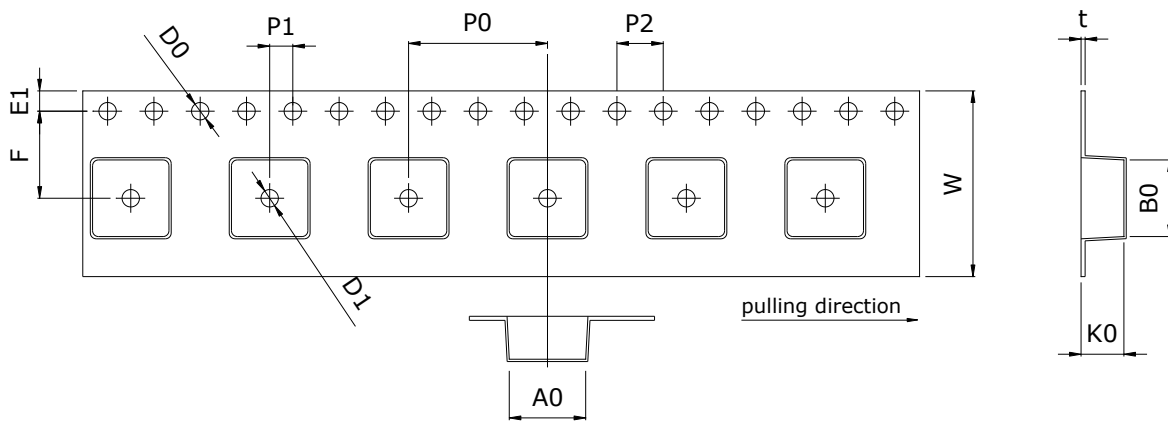 P1
P0
P2
t
D0
E1
F
W
B0
D1
pulling direction
K0
A0